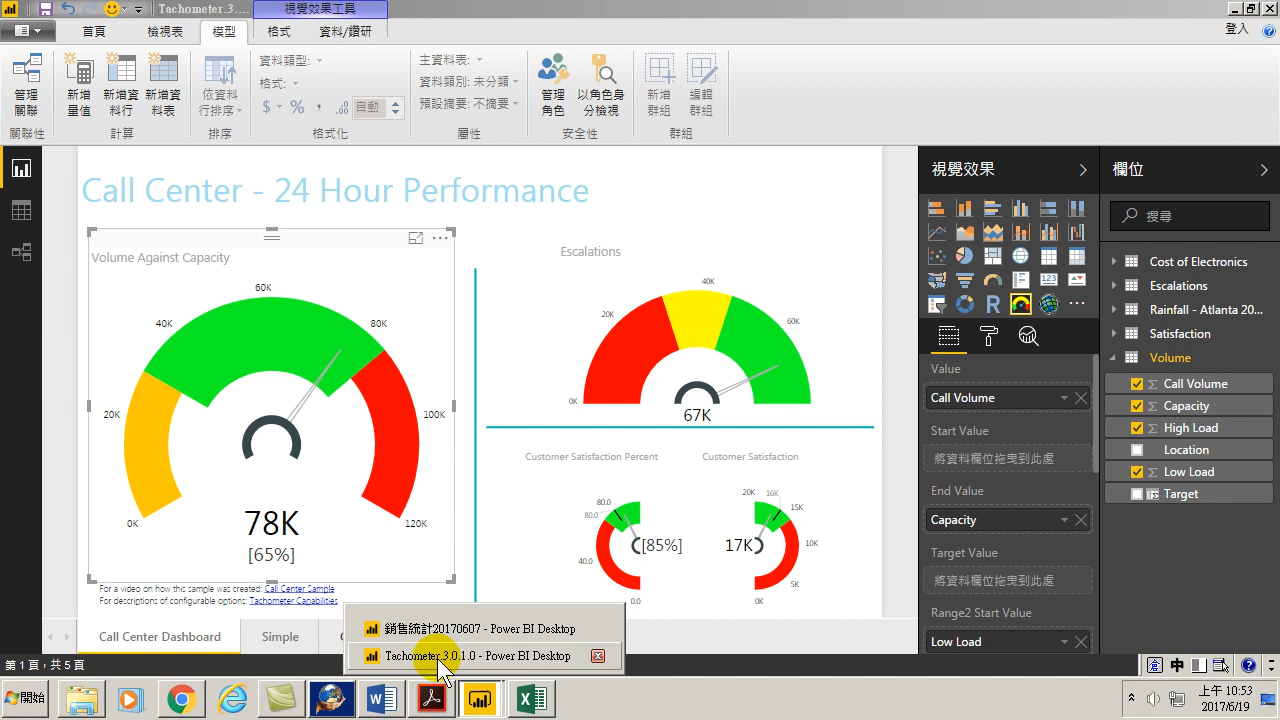 Tachometer.3....
視覺效果工具
首頁
檢視表
模型
格式
資料/鑽研
登入
管理關聯
新增量值
新增資料行
新增資料表
依資料行排序
資料類型:
格式:
$ % , .00 自動
主資料表:
資料類別: 未分類
預設摘要: 不摘要
管理角色
以角色身分檢視
新增群組
編輯群組
關聯性
計算
排序
格式化
屬性
安全性
群組
Call Center - 24 Hour Performance
Volume Against Capacity
0K
20K
40K
60K
80K
100K
120K
78K
[65%]
For a video on how this sample was created: Call Center Sample
For descriptions of configurable options: Tachometer Capabilities
Escalations
0K
20K
40K
60K
67K
Customer Satisfaction Percent
80.0
80.0
40.0
0.0
[85%]
Customer Satisfaction
20K
16K
15K
10K
5K
0K
17K
視覺效果
R
Value
Call Volume
Start Value
將資料欄位拖曳到此處
End Value
Capacity
Target Value
將資料欄位拖曳到此處
Range2 Start Value
Low Load
欄位
搜尋
Cost of Electronics
Escalations
Rainfall - Atlanta 20...
Satisfaction
Volume
Call Volume
Capacity
High Load
Location
Low Load
Target
Call Center Dashboard
Simple
銷售統計20170607 - Power BI Desktop
Tachometer.3.0.1.0 - Power BI Desktop
第 1 頁，共 5 頁
中
開始
上午 10:53
2017/6/19